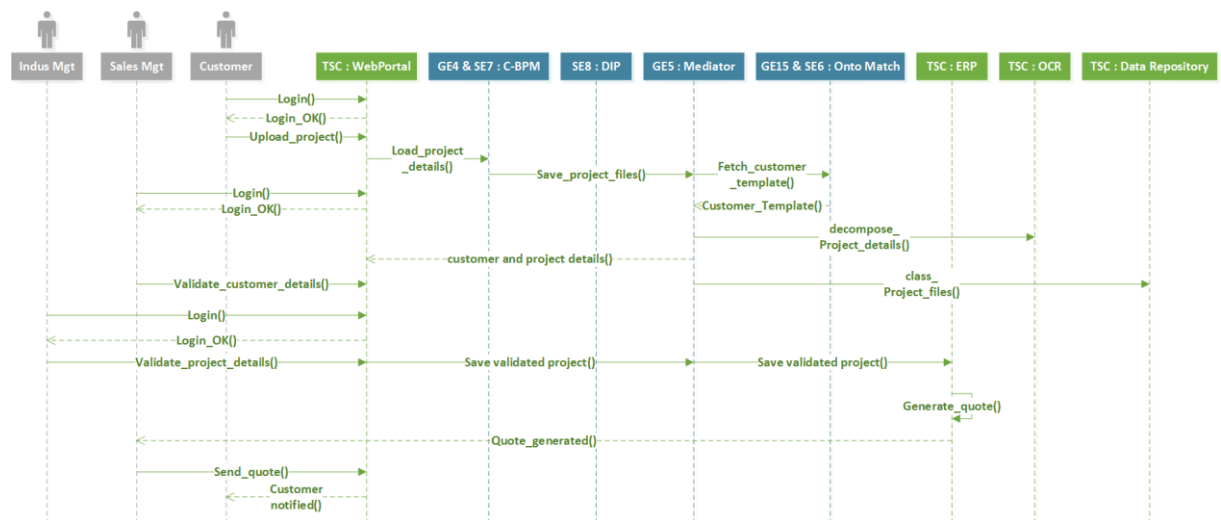 Indus Mgt
Sales Mgt
Customer
TSC : WebPortal
GE4 & SE7 : C-BPM
SE8 : DIP
GE5 : Mediator
GE15 & SE6 : Onto Match
TSC : ERP
TSC : OCR
TSC : Data Repository
Login()
Login_OK()
Upload_project()
Load_project
_details()
Save_project_files()
Fetch_customer
_template()
Login()
Login_OK()
Customer_Template()
decompose_
Project_details()
customer and project details()
Validate_customer_details()
class_
Project_files()
Login()
Login_OK()
Validate_project_details()
Save validated project()
Save validated project()
Generate_quote()
Quote_generated()
Send_quote()
Customer
notified()